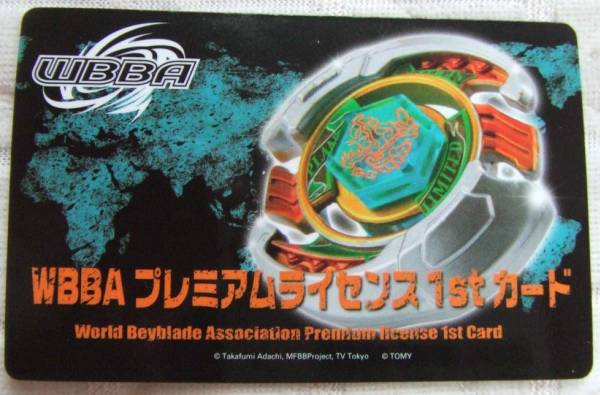 WBBA
LIMITED
WBBA プレミアムライセンス 1st カード
World Beyblade Association Premium license 1st Card
© Takafumi Adachi, MFBBProject, TV Tokyo © TOMY